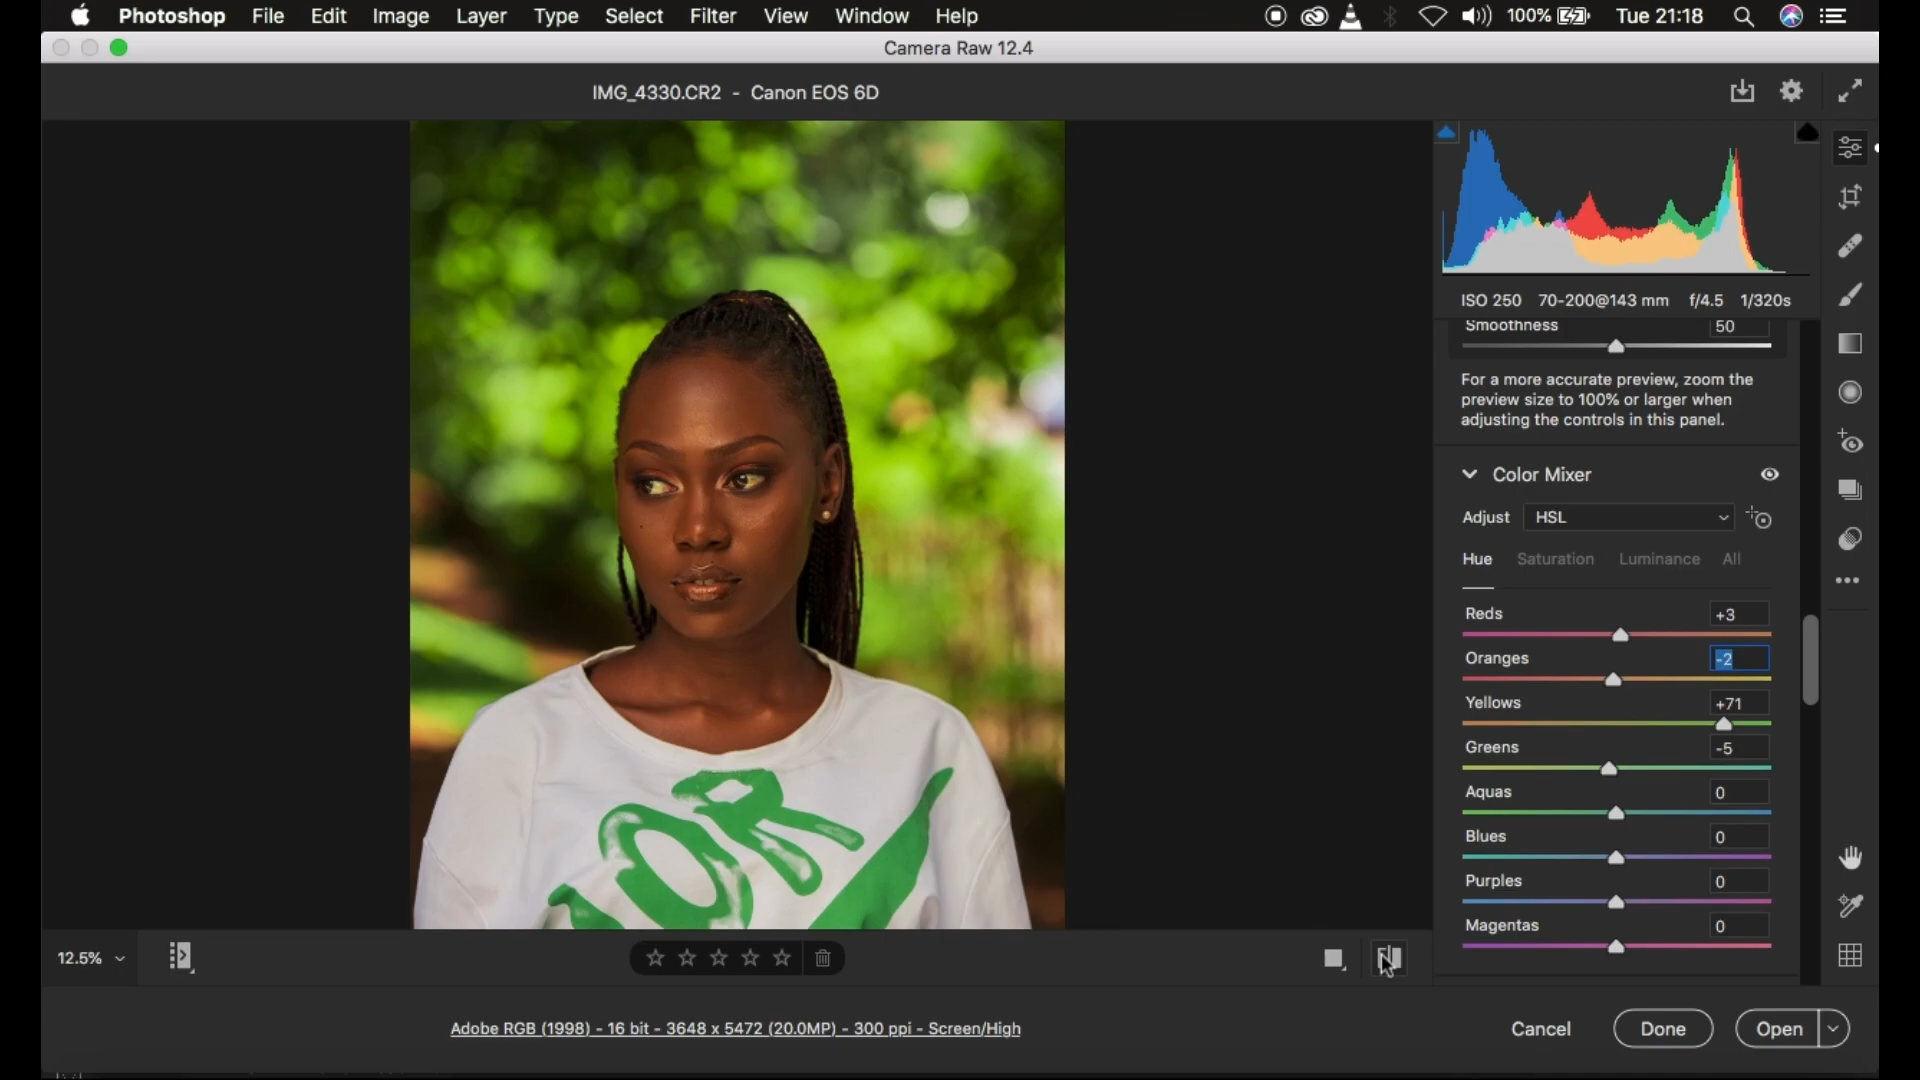 Photoshop File Edit Image Layer Type Select Filter View Window Help 100% Tue 21:18
Camera Raw 12.4
IMG_4330.CR2 - Canon EOS 6D
ISO 250 70-200@143 mm f/4.5 1/320s
Smoothness 50
For a more accurate preview, zoom the
preview size to 100% or larger when
adjusting the controls in this panel.
Color Mixer
Adjust HSL
Hue Saturation Luminance All
Reds +3
Oranges -2
Yellows +71
Greens -5
Aquas 0
Blues 0
Purples 0
Magentas 0
12.5%
Adobe RGB (1998) - 16 bit - 3648 x 5472 (20.0MP) - 300 ppi - Screen/High
Cancel Done Open